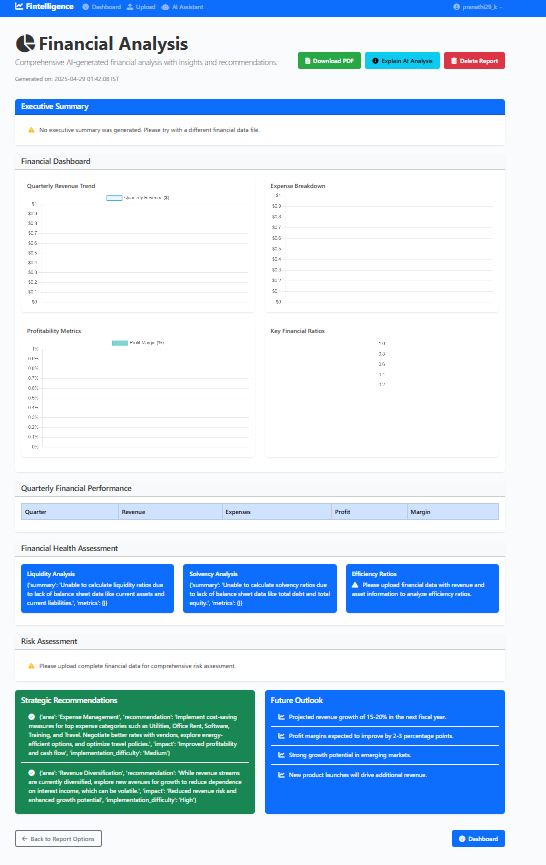 Fintelligence Dashboard Upload AI Assistant pranathi29_k
Financial Analysis
Comprehensive AI-generated financial analysis with insights and recommendations.
Download PDF Explain AI Analysis Delete Report
Generated on: 2025-04-29 01:42:08 IST
Executive Summary
No executive summary was generated. Please try with a different financial data file.
Financial Dashboard
Quarterly Revenue Trend
Quarterly Revenue ($)
$1
$0.9
$0.8
$0.7
$0.6
$0.5
$0.4
$0.3
$0.2
$0.1
$0
Expense Breakdown
$1
$0.9
$0.8
$0.7
$0.6
$0.5
$0.4
$0.3
$0.2
$0.1
$0
Profitability Metrics
Profit Margin (%)
1%
0.9%
0.8%
0.7%
0.6%
0.5%
0.4%
0.3%
0.2%
0.1%
0%
Key Financial Ratios
1.0
0.8
0.6
0.4
0.2
Quarterly Financial Performance
Quarter Revenue Expenses Profit Margin
Financial Health Assessment
Liquidity Analysis
{'summary': 'Unable to calculate liquidity ratios due
to lack of balance sheet data like current assets and
current liabilities.', 'metrics': {}}
Solvency Analysis
{'summary': 'Unable to calculate solvency ratios due
to lack of balance sheet data like total debt and total
equity.', 'metrics': {}}
Efficiency Ratios
Please upload financial data with revenue and
asset information to analyze efficiency ratios.
Risk Assessment
Please upload complete financial data for comprehensive risk assessment.
Strategic Recommendations
{'area': 'Expense Management', 'recommendation': 'Implement cost-saving
measures for top expense categories such as Utilities, Office Rent, Software,
Training, and Travel. Negotiate better rates with vendors, explore energy-
efficient options, and optimize travel policies.', 'impact': 'Improved profitability
and cash flow', 'implementation_difficulty': 'Medium'}
{'area': 'Revenue Diversification', 'recommendation': 'While revenue streams
are currently diversified, explore new avenues for growth to reduce dependence
on interest income, which can be volatile.', 'impact': 'Reduced revenue risk and
enhanced growth potential', 'implementation_difficulty': 'High'}
Future Outlook
Projected revenue growth of 15-20% in the next fiscal year.
Profit margins expected to improve by 2-3 percentage points.
Strong growth potential in emerging markets.
New product launches will drive additional revenue.
Back to Report Options
Dashboard